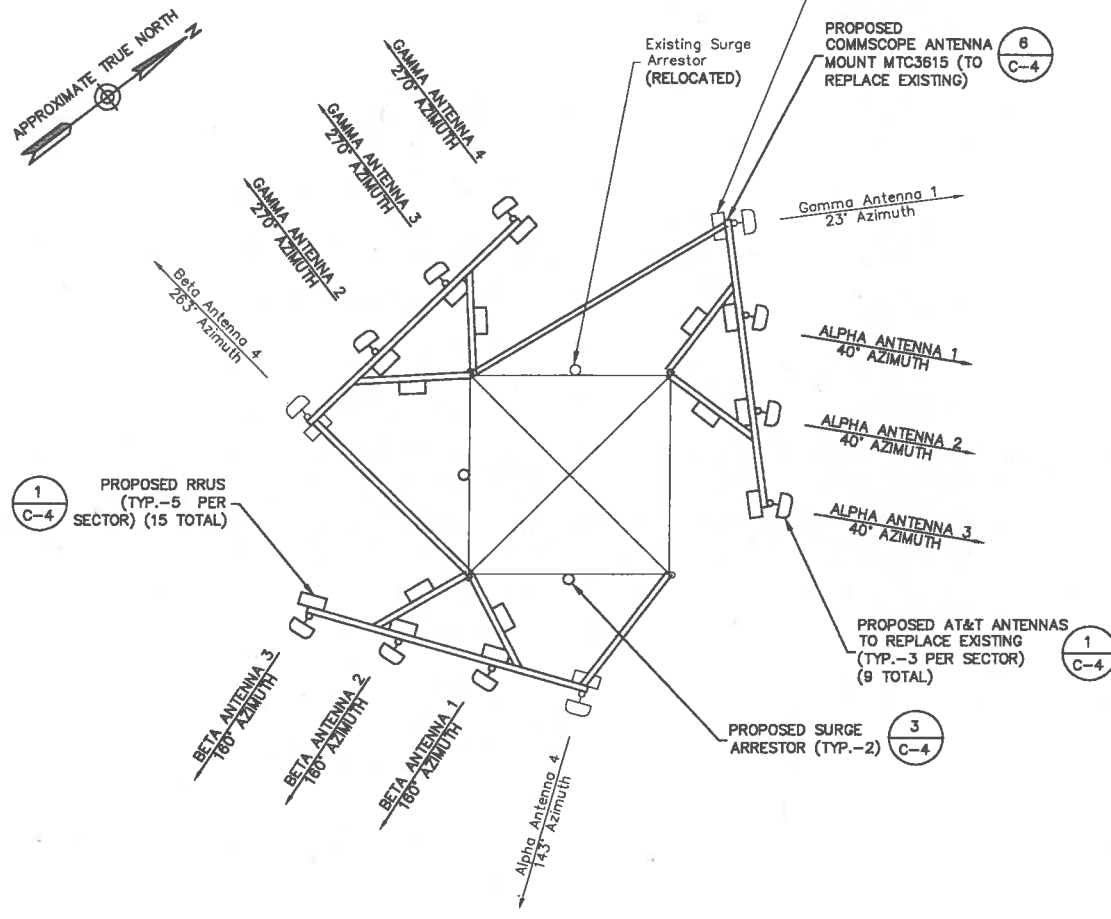 APPROXIMATE TRUE NORTH
N
GAMMA ANTENNA 4
270° AZIMUTH
GAMMA ANTENNA 3
270° AZIMUTH
GAMMA ANTENNA 2
270° AZIMUTH
Beta Antenna 4
263° Azimuth
Existing Surge
Arrestor
(RELOCATED)
PROPOSED
COMMSCOPE ANTENNA
MOUNT MTC3615 (TO
REPLACE EXISTING)
6
C-4
Gamma Antenna 1
23° Azimuth
ALPHA ANTENNA 1
40° AZIMUTH
ALPHA ANTENNA 2
40° AZIMUTH
ALPHA ANTENNA 3
40° AZIMUTH
1
C-4
PROPOSED RRUS
(TYP.-5 PER
SECTOR) (15 TOTAL)
PROPOSED AT&T ANTENNAS
TO REPLACE EXISTING
(TYP.-3 PER SECTOR)
(9 TOTAL)
1
C-4
PROPOSED SURGE
ARRESTOR (TYP.-2)
3
C-4
BETA ANTENNA 3
160° AZIMUTH
BETA ANTENNA 2
160° AZIMUTH
BETA ANTENNA 1
160° AZIMUTH
Alpha Antenna 4
143° Azimuth